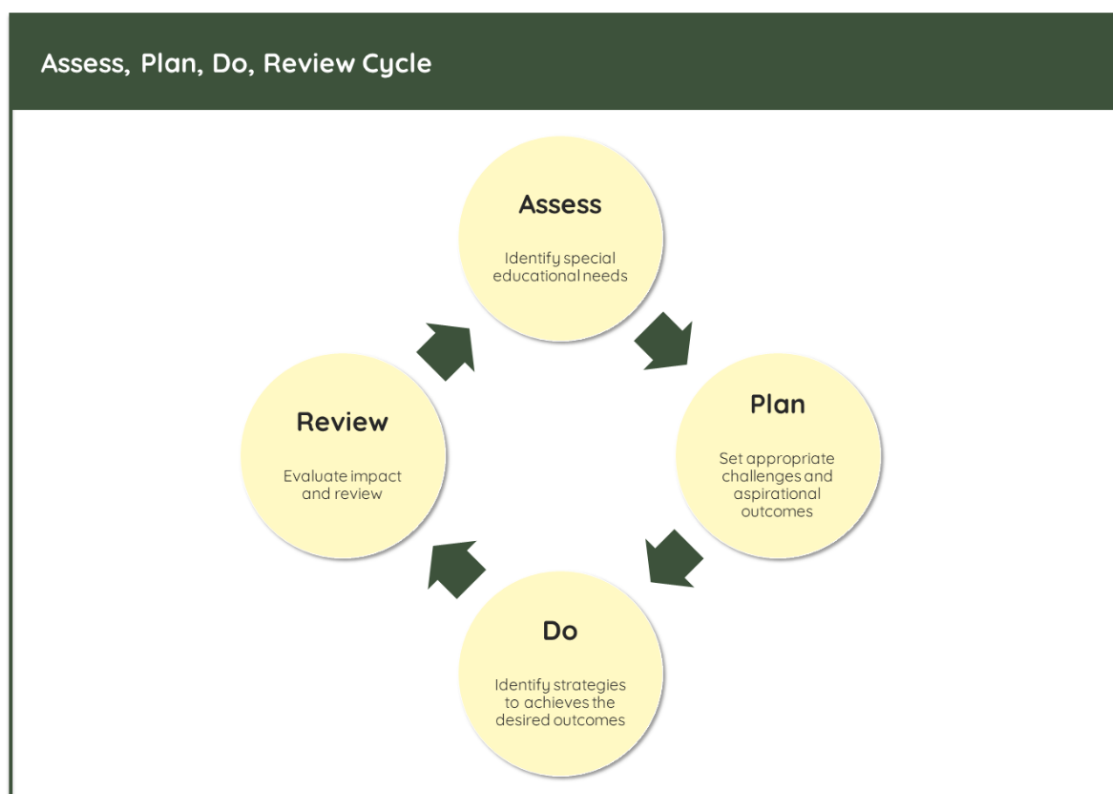 Assess, Plan, Do, Review Cycle
Assess
Identify special
educational needs
Plan
Set appropriate
challenges and
aspirational
outcomes
Do
Identify strategies
to achieves the
desired outcomes
Review
Evaluate impact
and review